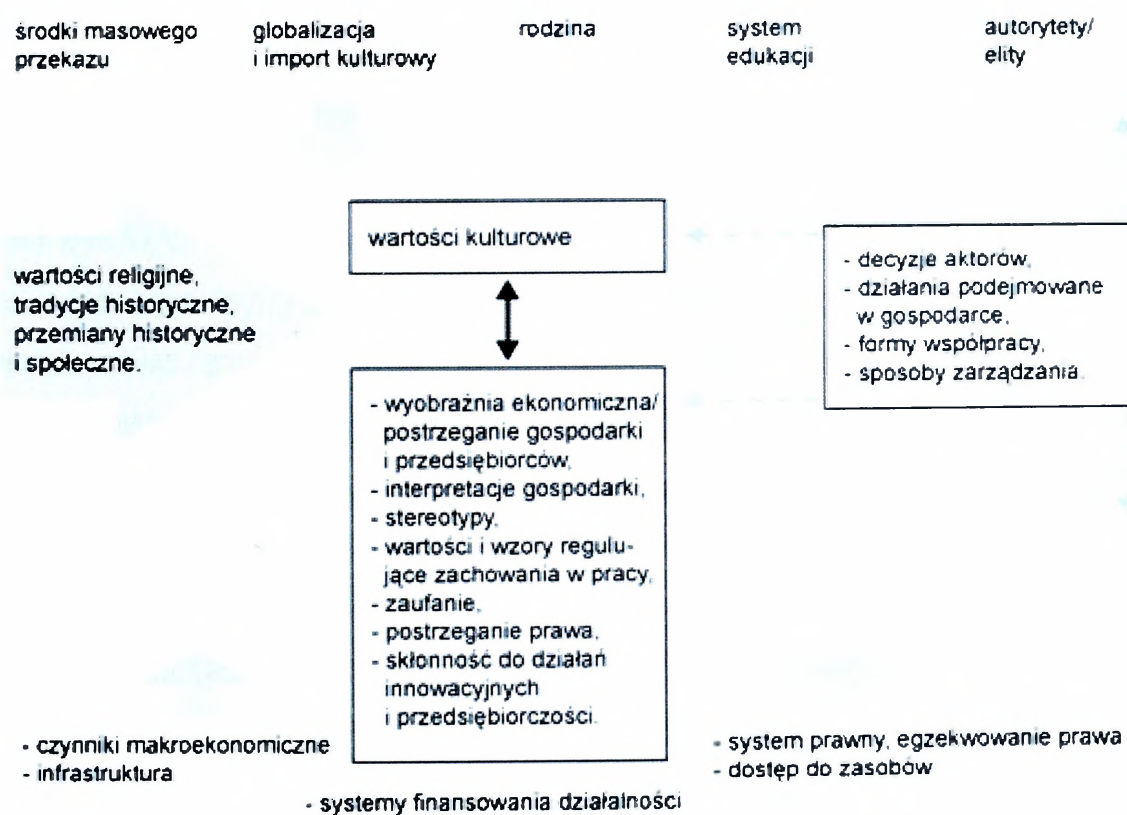 środki masowego
przekazu
globalizacja
i import kulturowy
rodzina
system
edukacji
autorytety/
elity
wartości kulturowe
wartości religijne,
tradycje historyczne,
przemiany historyczne
i społeczne.
- decyzje aktorów,
- działania podejmowane
w gospodarce,
- formy współpracy,
- sposoby zarządzania.
- wyobraźnia ekonomiczna/
postrzeganie gospodarki
i przedsiębiorców,
- interpretacje gospodarki,
- stereotypy,
- wartości i wzory regulu-
jące zachowania w pracy,
- zaufanie,
- postrzeganie prawa,
- skłonność do działań
innowacyjnych
i przedsiębiorczości.
- czynniki makroekonomiczne
- infrastruktura
- system prawny, egzekwowanie prawa
- dostęp do zasobów
- systemy finansowania działalności